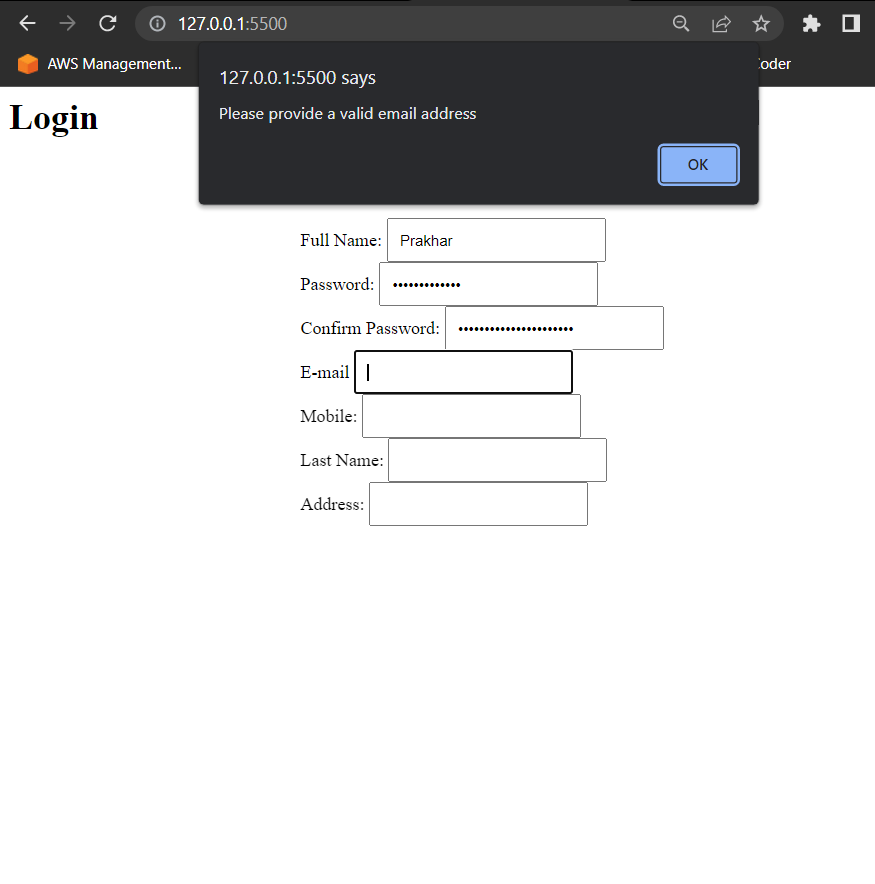 127.0.0.1:5500
AWS Management...
oder
127.0.0.1:5500 says
Please provide a valid email address
OK
Login
Full Name: Prakhar
Password: •••••••••••••
Confirm Password: ••••••••••••••••••••••
E-mail
Mobile:
Last Name:
Address: